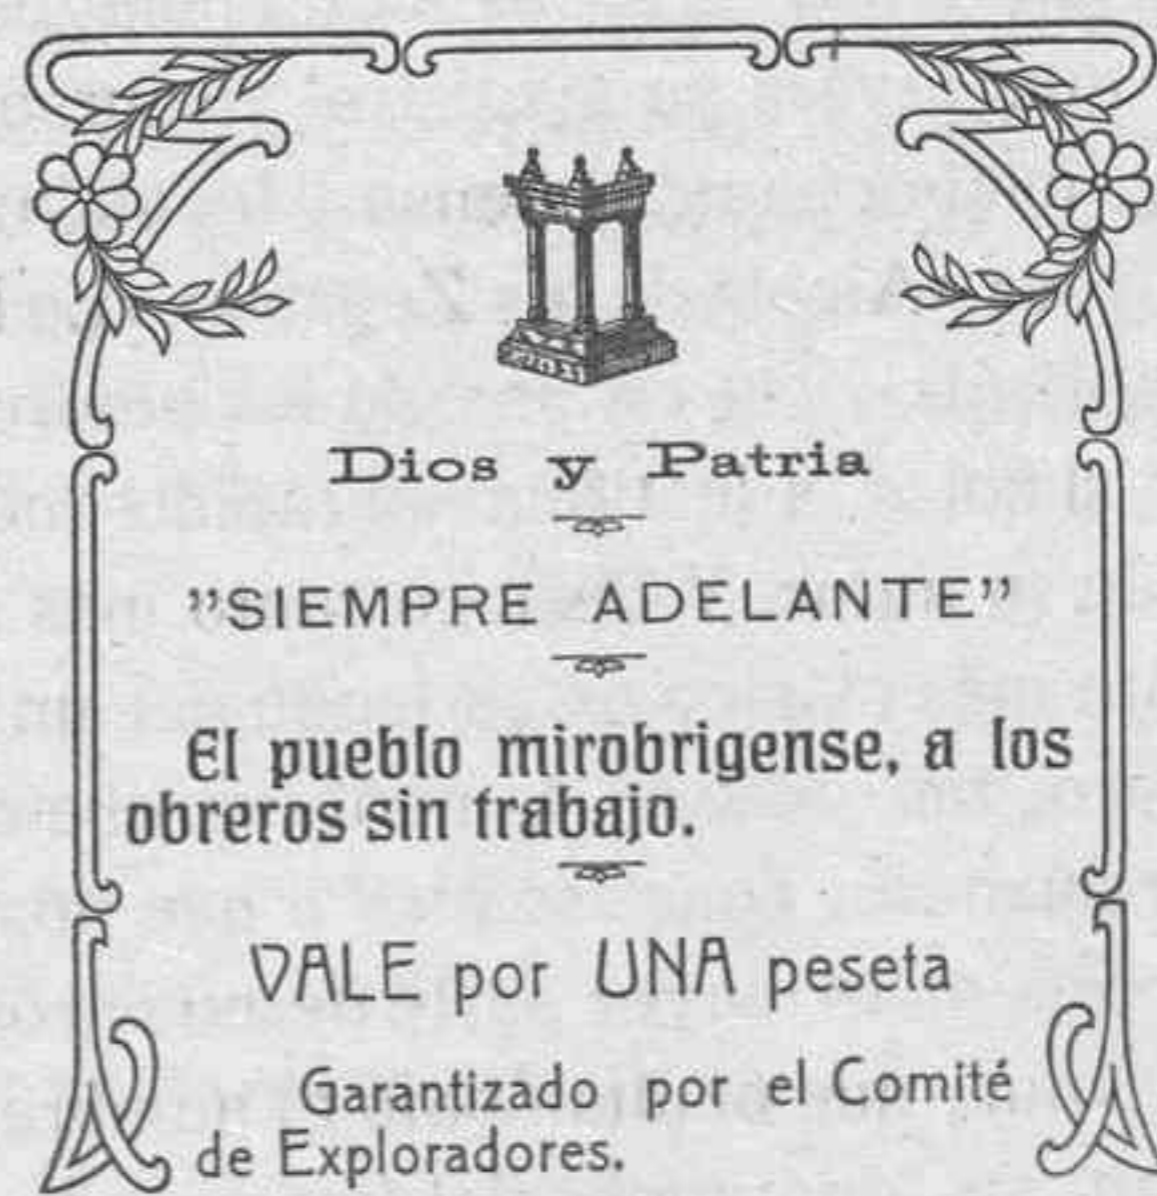 Dios y Patria
”SIEMPRE ADELANTE”
El pueblo mirobrigense, a los
obreros sin trabajo.
VALE por UNA peseta
Garantizado por el Comité
de Exploradores.